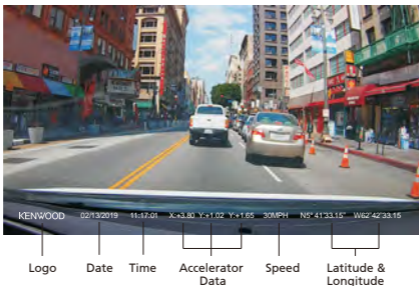 KENWOOD 02/13/2019 11:17:01 X:+3.80 Y:+1.02 Y:+1.65 30MPH N5°41'33.15" W62°42'33.15
Logo Date Time Accelerator Data Speed Latitude & Longitude